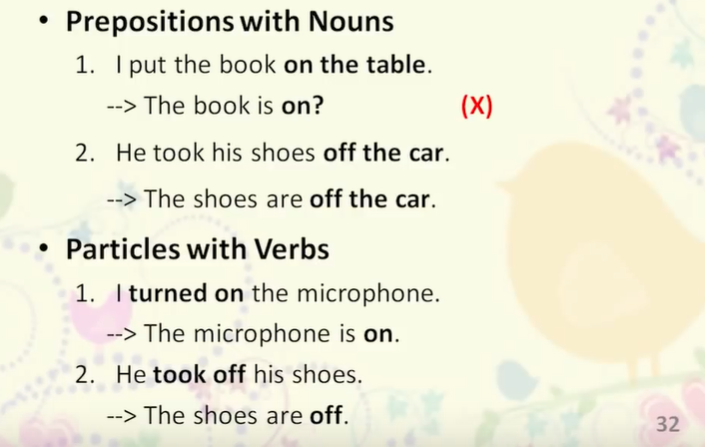 • Prepositions with Nouns
1. I put the book on the table.
--> The book is on? (X)
2. He took his shoes off the car.
--> The shoes are off the car.
• Particles with Verbs
1. I turned on the microphone.
--> The microphone is on.
2. He took off his shoes.
--> The shoes are off.
32